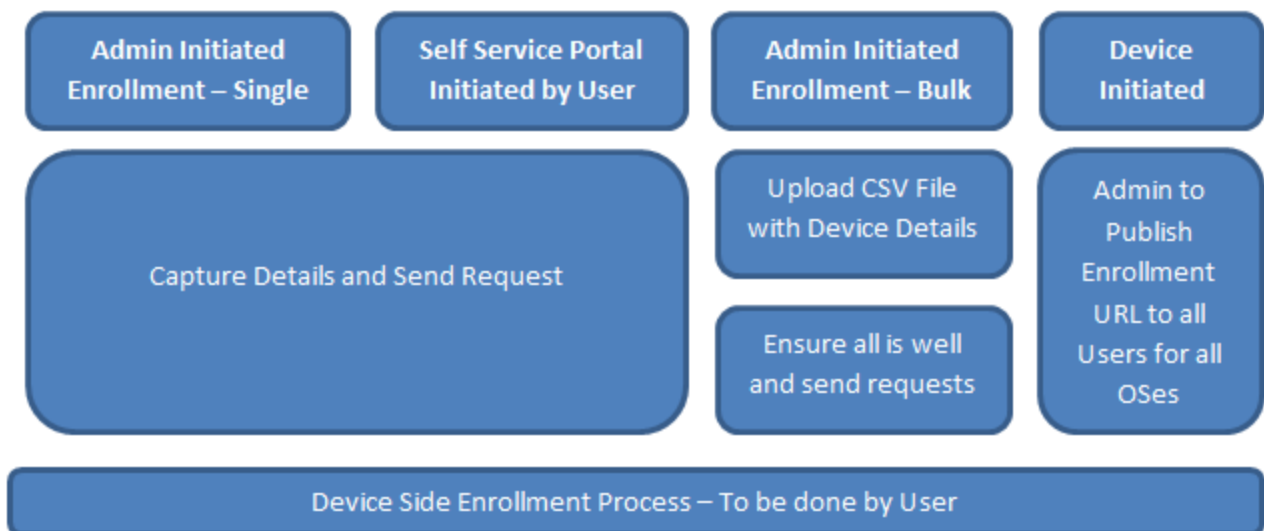 Admin Initiated
Enrollment – Single
Self Service Portal
Initiated by User
Admin Initiated
Enrollment – Bulk
Device
Initiated
Capture Details and Send Request
Upload CSV File
with Device Details
Ensure all is well
and send requests
Admin to
Publish
Enrollment
URL to all
Users for all
OSes
Device Side Enrollment Process – To be done by User